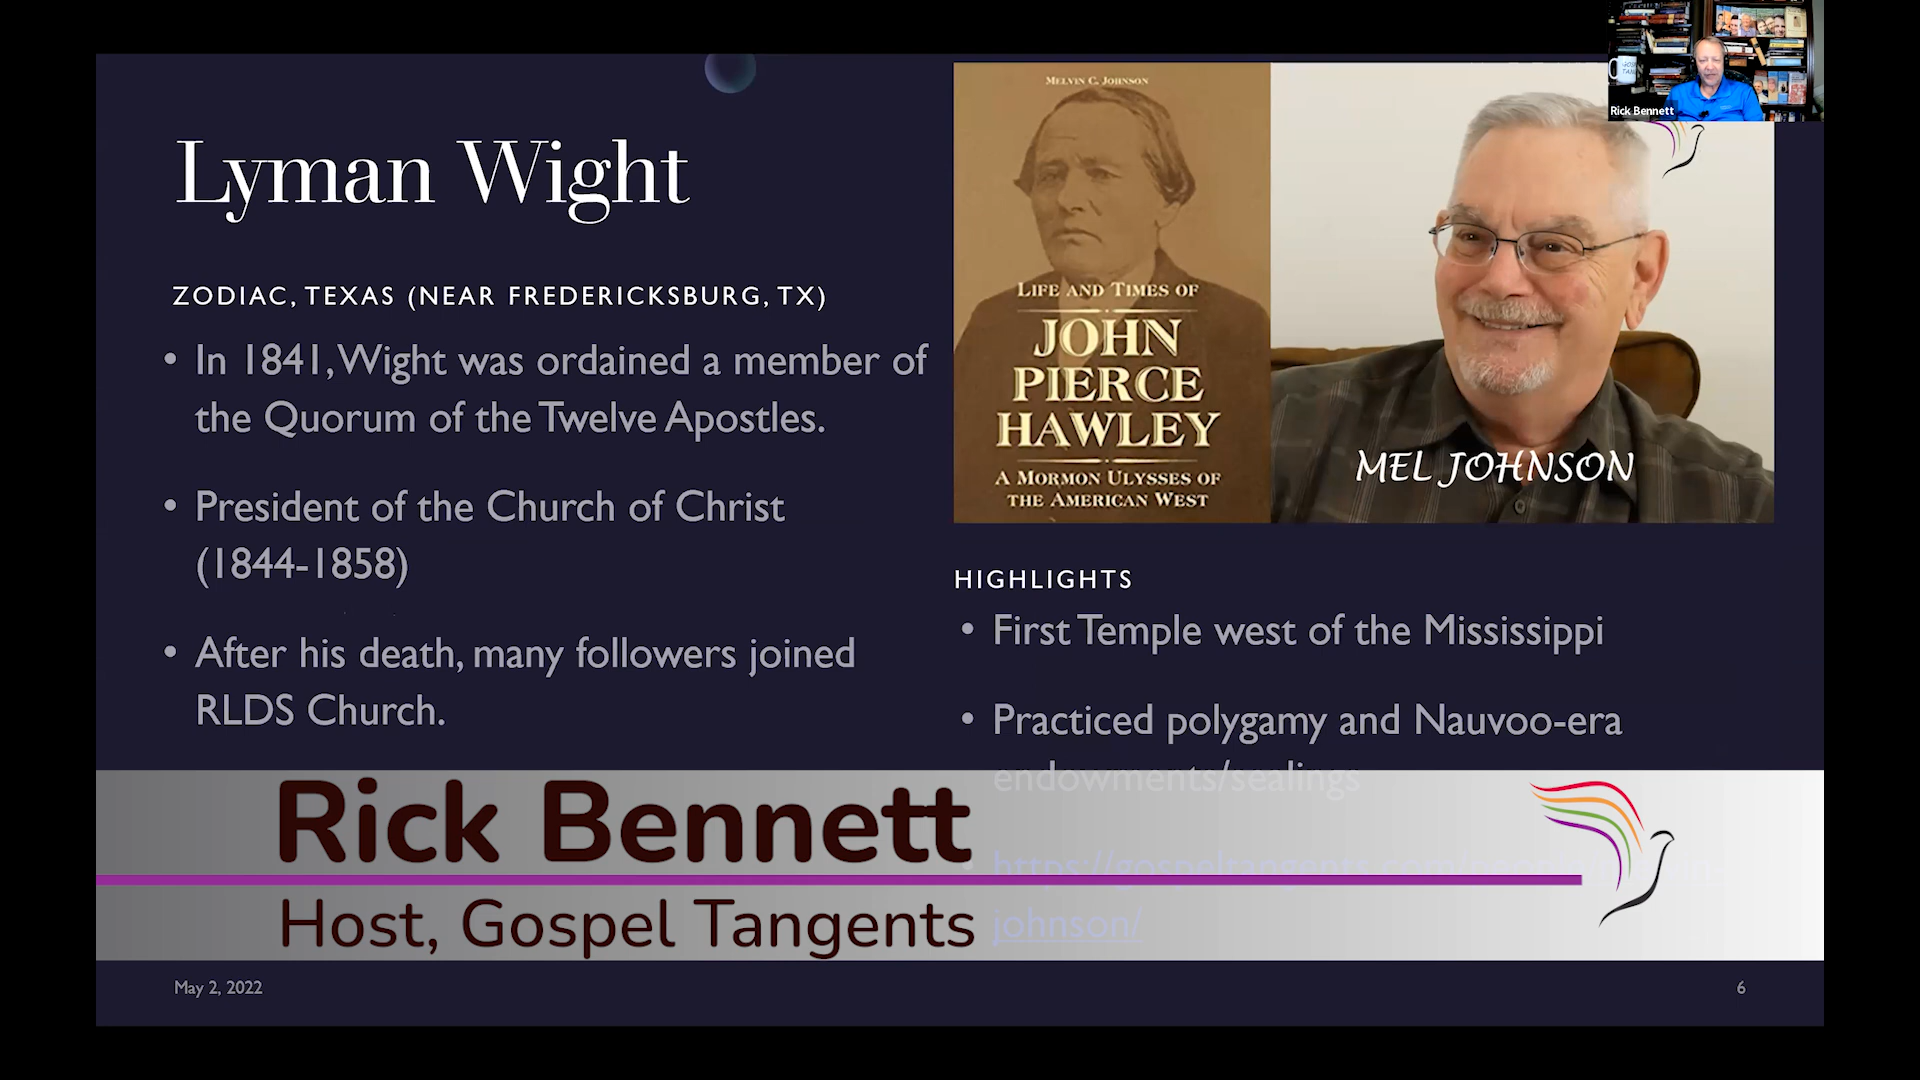 Rick Bennett
Lyman Wight
ZODIAC, TEXAS (NEAR FREDERICKSBURG, TX)
• In 1841, Wight was ordained a member of
the Quorum of the Twelve Apostles.
• President of the Church of Christ
(1844-1858)
• After his death, many followers joined
RLDS Church.
MELVIN C. JOHNSON
LIFE AND TIMES OF
JOHN
PIERCE
HAWLEY
A MORMON ULYSSES OF
THE AMERICAN WEST
MEL JOHNSON
HIGHLIGHTS
• First Temple west of the Mississippi
• Practiced polygamy and Nauvoo-era
endowments/sealings
johnson/
Rick Bennett
Host, Gospel Tangents
May 2, 2022
6